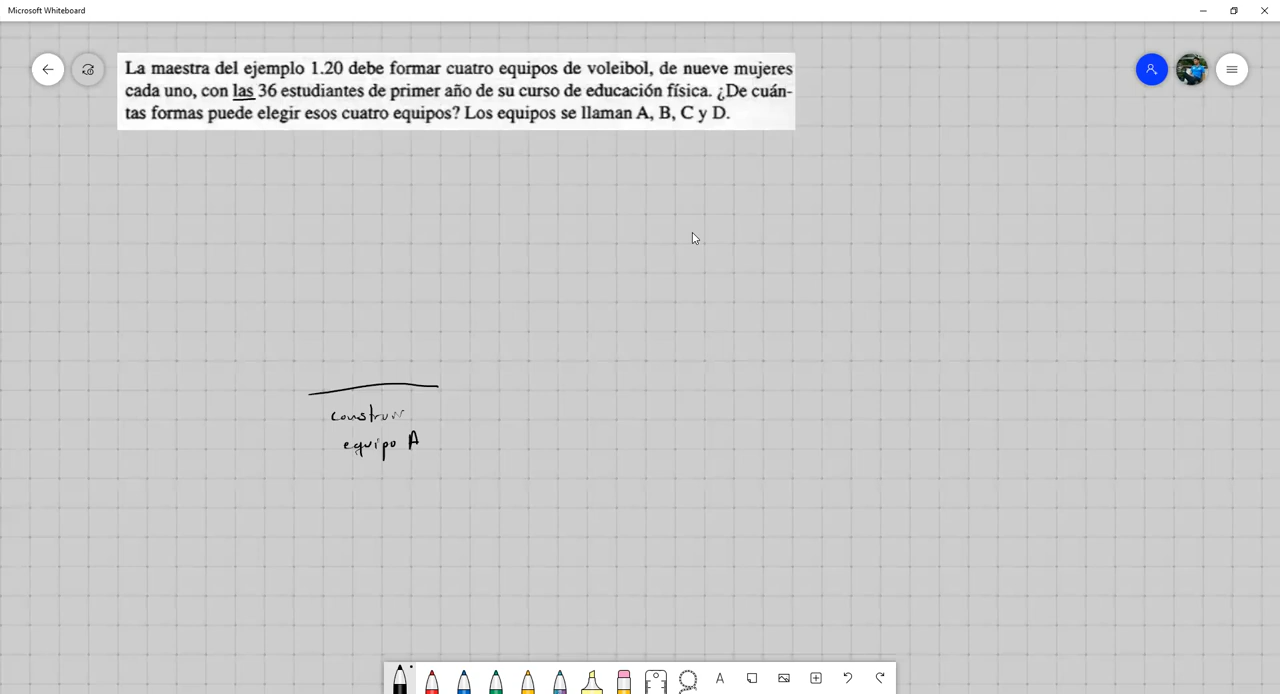 Microsoft Whiteboard
La maestra del ejemplo 1.20 debe formar cuatro equipos de voleibol, de nueve mujeres
cada uno, con las 36 estudiantes de primer año de su curso de educación física. ¿De cuán-
tas formas puede elegir esos cuatro equipos? Los equipos se llaman A, B, C y D.
construir
equipo A
A